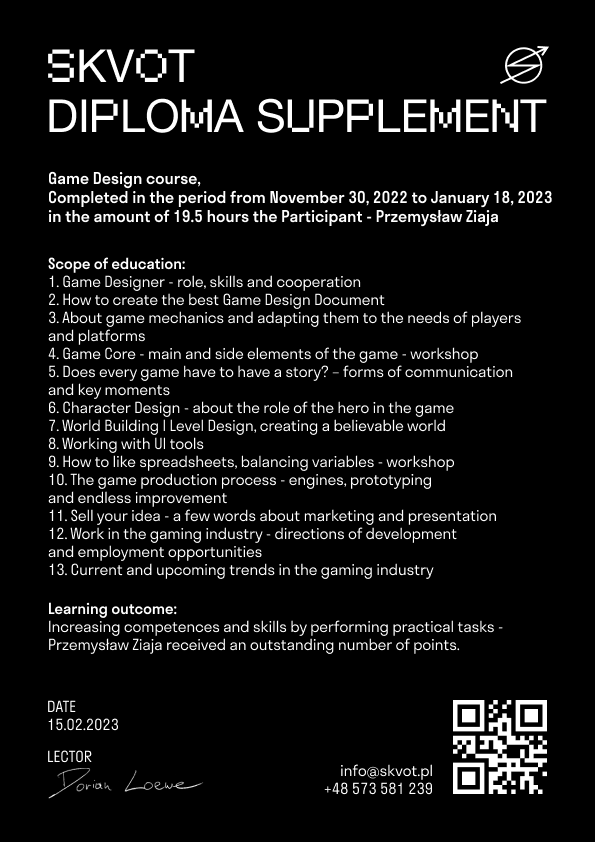 SKVOT
DIPLOMA SUPPLEMENT
Game Design course,
Completed in the period from November 30, 2022 to January 18, 2023
in the amount of 19.5 hours the Participant - Przemysław Ziaja
Scope of education:
1. Game Designer - role, skills and cooperation
2. How to create the best Game Design Document
3. About game mechanics and adapting them to the needs of players
and platforms
4. Game Core - main and side elements of the game - workshop
5. Does every game have to have a story? – forms of communication
and key moments
6. Character Design - about the role of the hero in the game
7. World Building | Level Design, creating a believable world
8. Working with UI tools
9. How to like spreadsheets, balancing variables - workshop
10. The game production process - engines, prototyping
and endless improvement
11. Sell your idea - a few words about marketing and presentation
12. Work in the gaming industry - directions of development
and employment opportunities
13. Current and upcoming trends in the gaming industry
Learning outcome:
Increasing competences and skills by performing practical tasks -
Przemysław Ziaja received an outstanding number of points.
DATE
15.02.2023
LECTOR
Dorian Loewe
info@skvot.pl
+48 573 581 239